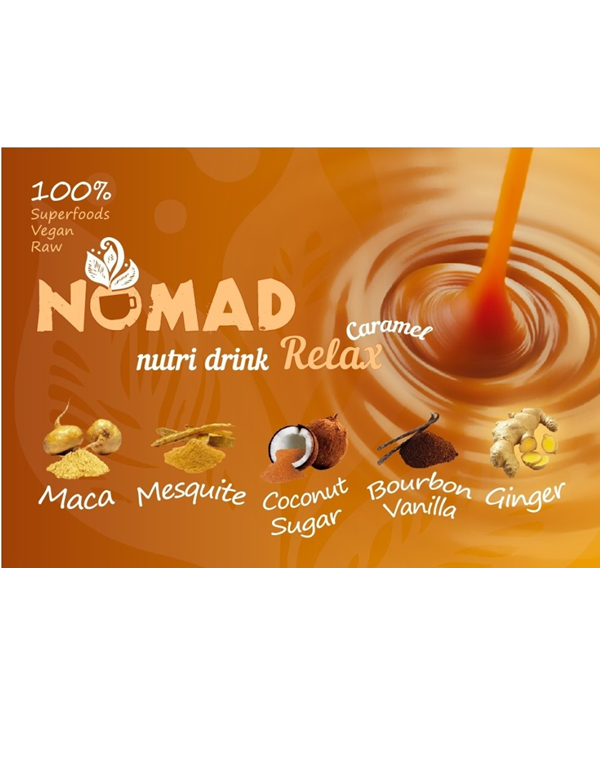 100%
Superfoods
Vegan
Raw
NOMAD
Caramel
nutri drink Relax
Maca
Mesquite
Coconut
Sugar
Bourbon
Vanilla
Ginger